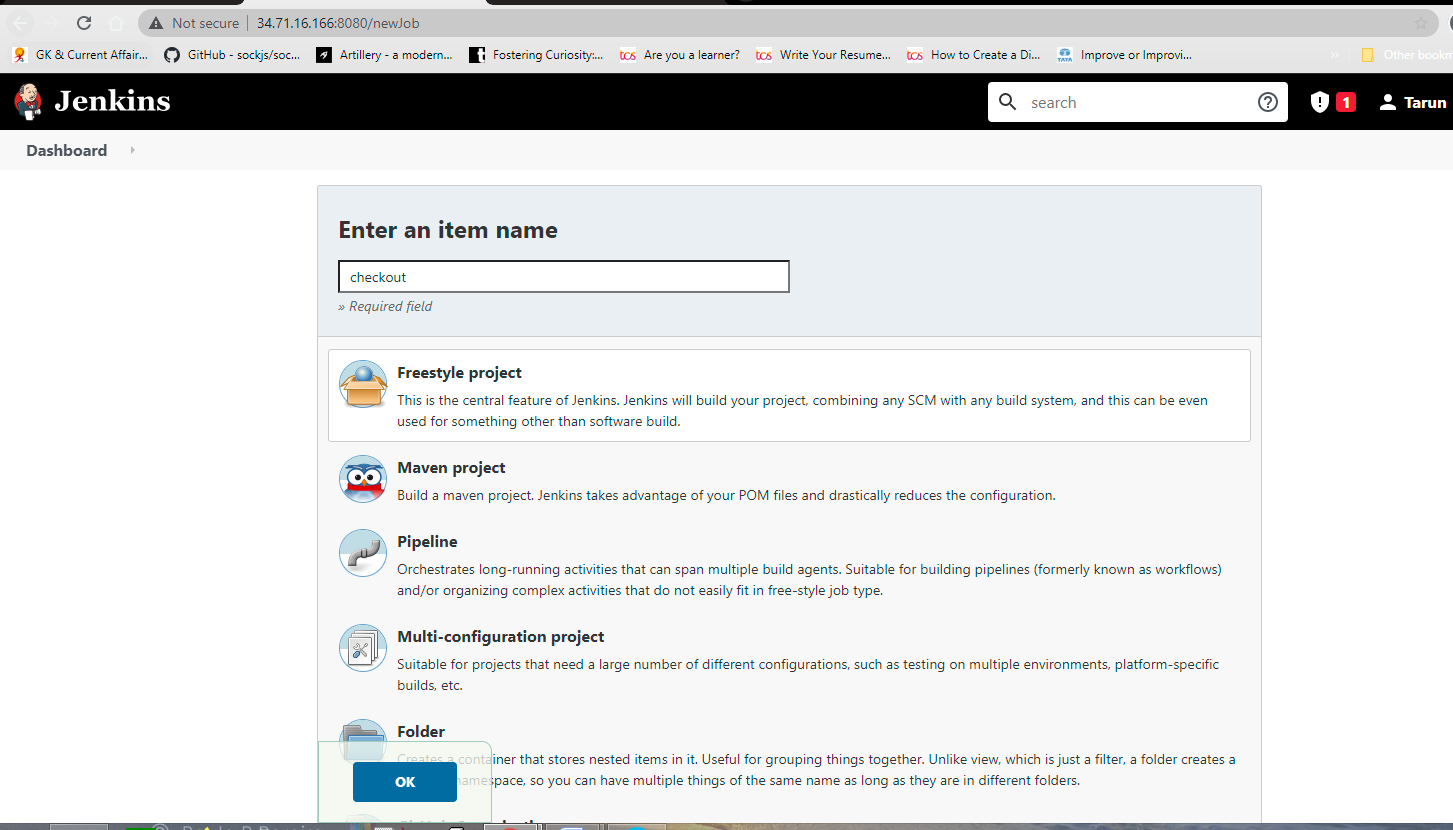 Not secure | 34.71.16.166:8080/newJob
GK & Current Affair... GitHub - sockjs/soc... Artillery - a modern... Fostering Curiosity:... tcs Are you a learner? tcs Write Your Resume... tcs How to Create a Di... TATA Improve or Improvi... » Other bookm
Jenkins search 1 Tarun
Dashboard
Enter an item name
checkout
» Required field
Freestyle project
This is the central feature of Jenkins. Jenkins will build your project, combining any SCM with any build system, and this can be even
used for something other than software build.
Maven project
Build a maven project. Jenkins takes advantage of your POM files and drastically reduces the configuration.
Pipeline
Orchestrates long-running activities that can span multiple build agents. Suitable for building pipelines (formerly known as workflows)
and/or organizing complex activities that do not easily fit in free-style job type.
Multi-configuration project
Suitable for projects that need a large number of different configurations, such as testing on multiple environments, platform-specific
builds, etc.
Folder
Creates a container that stores nested items in it. Useful for grouping things together. Unlike view, which is just a filter, a folder creates a
namespace, so you can have multiple things of the same name as long as they are in different folders.
OK